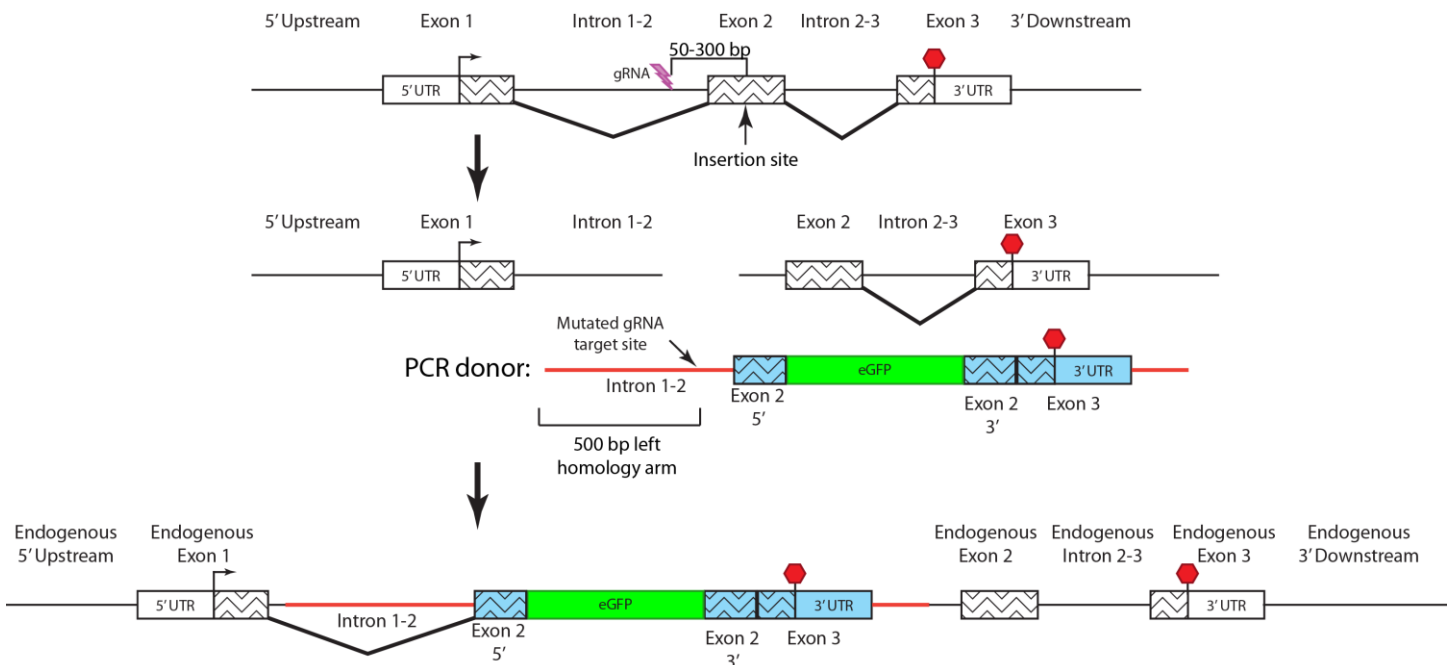 5’ Upstream Exon 1 Intron 1-2 Exon 2 Intron 2-3 Exon 3 3’ Downstream
50-300 bp
gRNA
5’ UTR 3’ UTR
Insertion site
5’ Upstream Exon 1 Intron 1-2 Exon 2 Intron 2-3 Exon 3
5’ UTR 3’ UTR
Mutated gRNA
target site
PCR donor: eGFP 3’ UTR
Intron 1-2
Exon 2 Exon 2 Exon 3
5’ 3’
500 bp left
homology arm
Endogenous Endogenous Endogenous Endogenous Endogenous Endogenous
5’ Upstream Exon 1 Exon 2 Intron 2-3 Exon 3 3’ Downstream
5’ UTR eGFP 3’ UTR 3’ UTR
Intron 1-2
Exon 2 Exon 2 Exon 3
5’ 3’